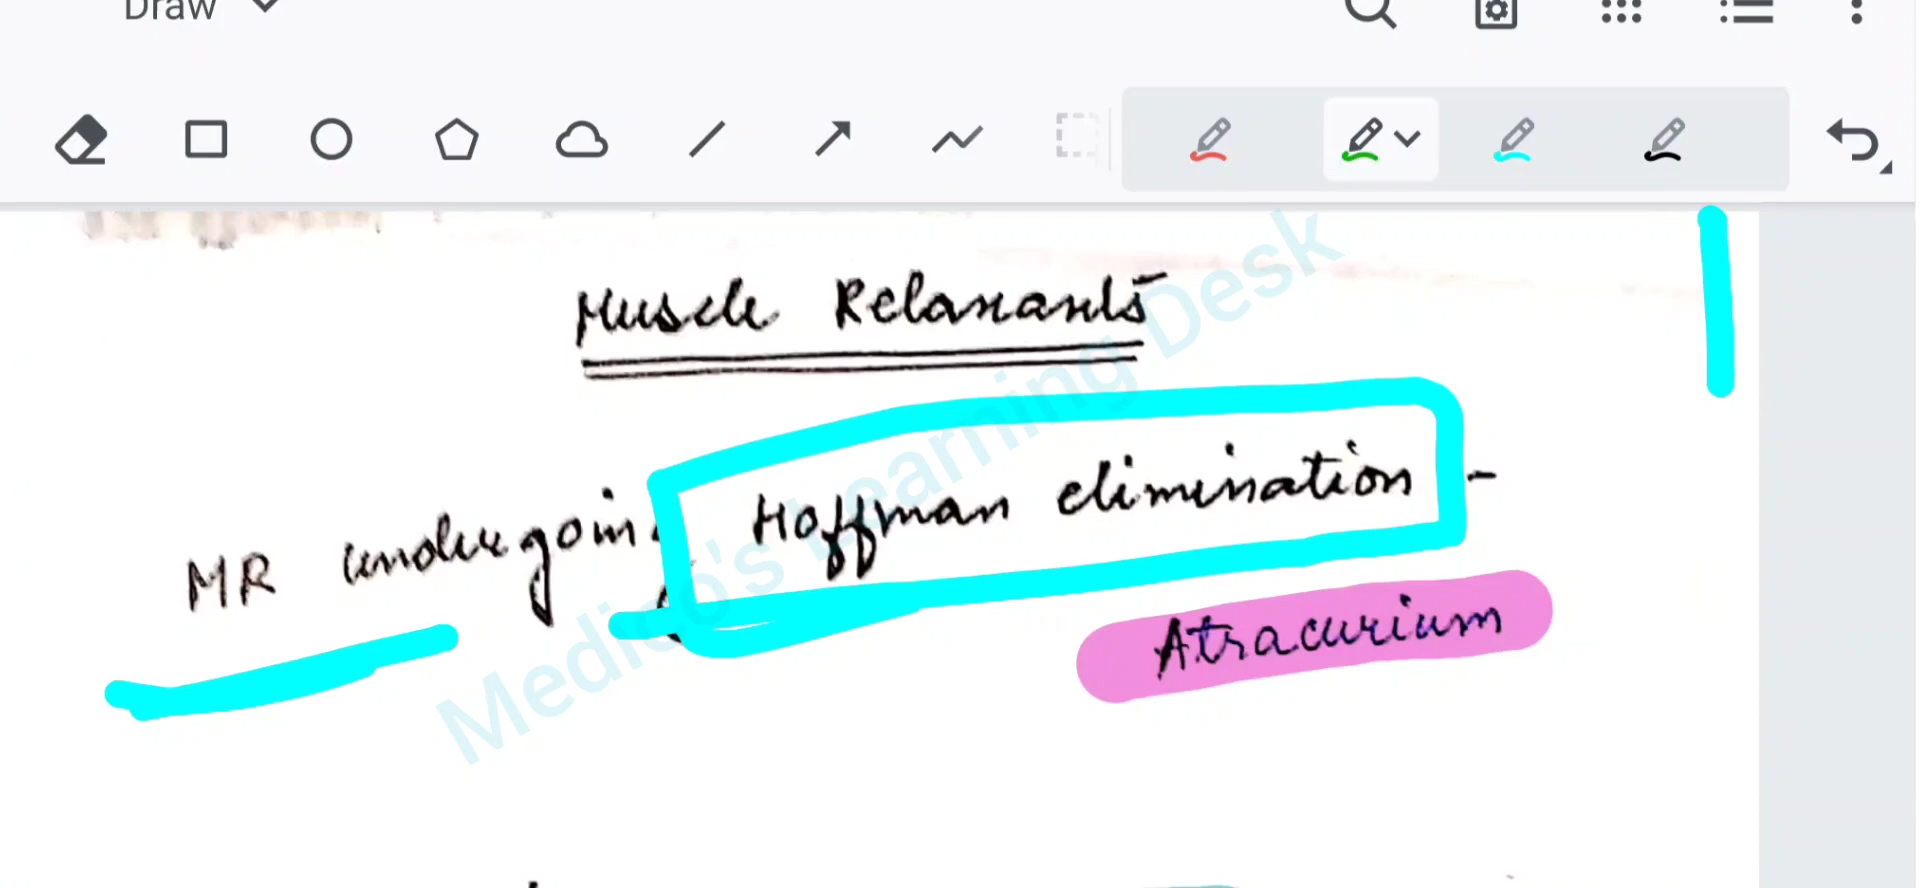 Draw
Muscle Relaxants
MR undergoing Hoffman elimination -
Atracurium
Medico's Learning Desk